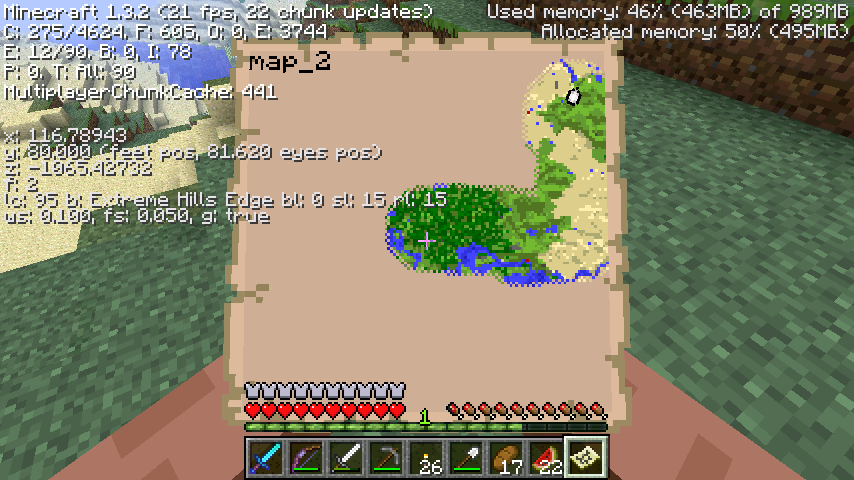 Minecraft 1.3.2 (21 fps, 22 chunk updates)
Used memory: 46% (463MB) of 989MB
C: 275/4624, F: 605, O: 0, E: 3744
Allocated memory: 50% (495MB)
E: 12/90, B: 0, I: 78
P: 0, T: All: 90
MultiplayerChunkCache: 441
map_2
x: 116.78943
y: 80.000 (feet pos, 81.620 eyes pos)
z: -1065.42732
f: 2
lc: 95 b: Extreme Hills Edge bl: 0 sl: 15 rl: 15
ws: 0.100, fs: 0.050, g: true
1
26
17
22